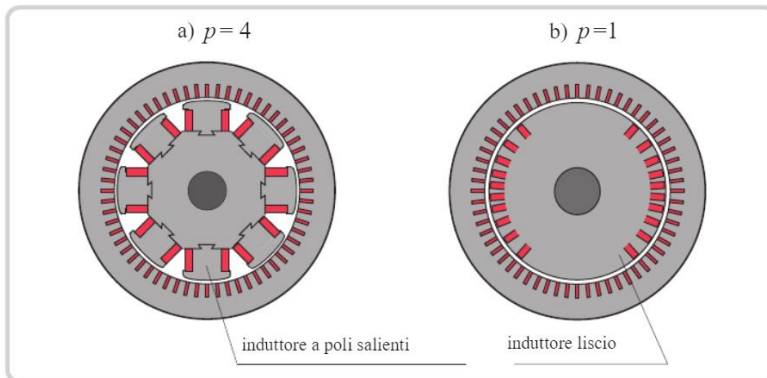 a) p = 4
b) p=1
induttore a poli salienti
induttore liscio